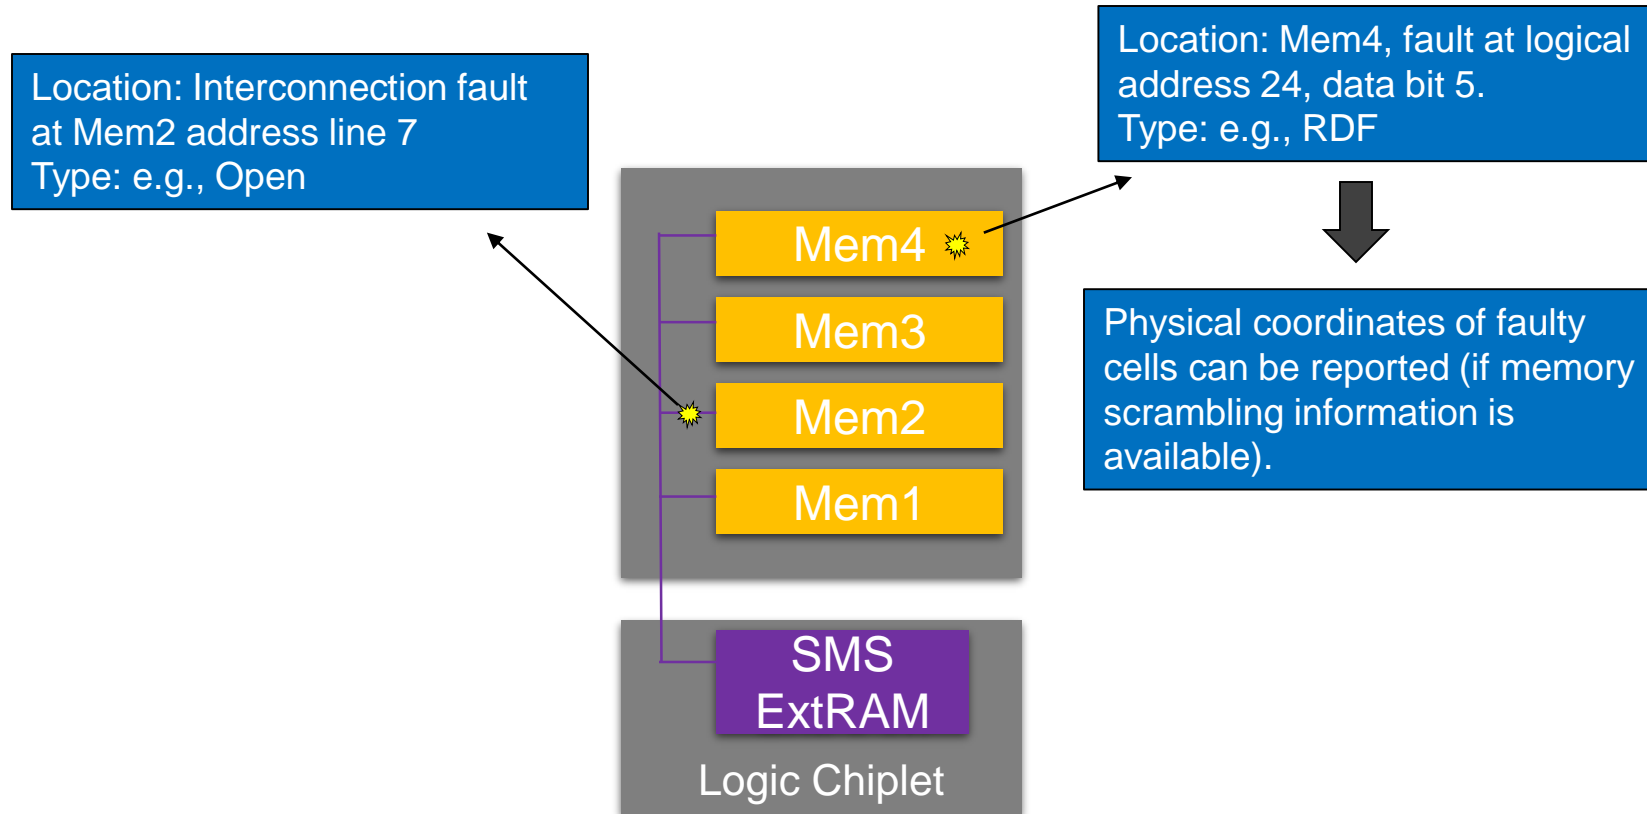 Location: Interconnection fault
at Mem2 address line 7
Type: e.g., Open
Location: Mem4, fault at logical
address 24, data bit 5.
Type: e.g., RDF
Physical coordinates of faulty
cells can be reported (if memory
scrambling information is
available).
Mem4
Mem3
Mem2
Mem1
SMS
ExtRAM
Logic Chiplet